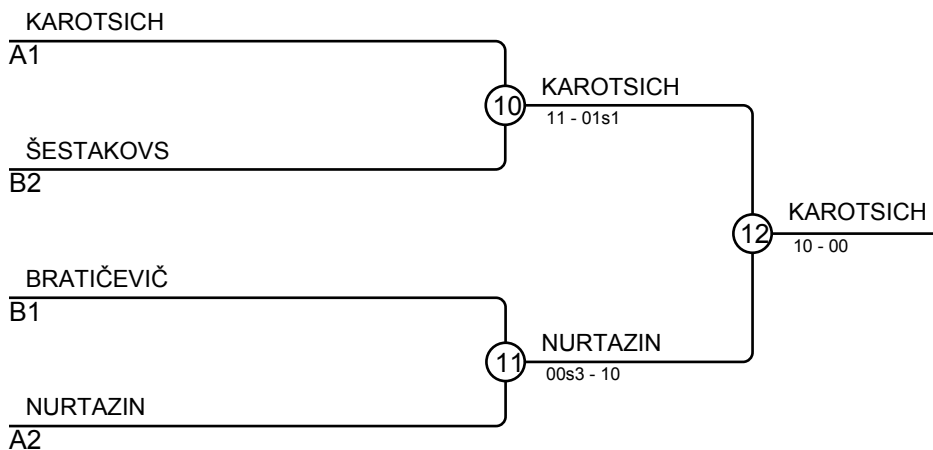 KAROTSICH
A1
10
KAROTSICH
11 - 01s1
ŠESTAKOVS
B2
12
KAROTSICH
10 - 00
BRATIČEVIČ
B1
11
NURTAZIN
00s3 - 10
NURTAZIN
A2